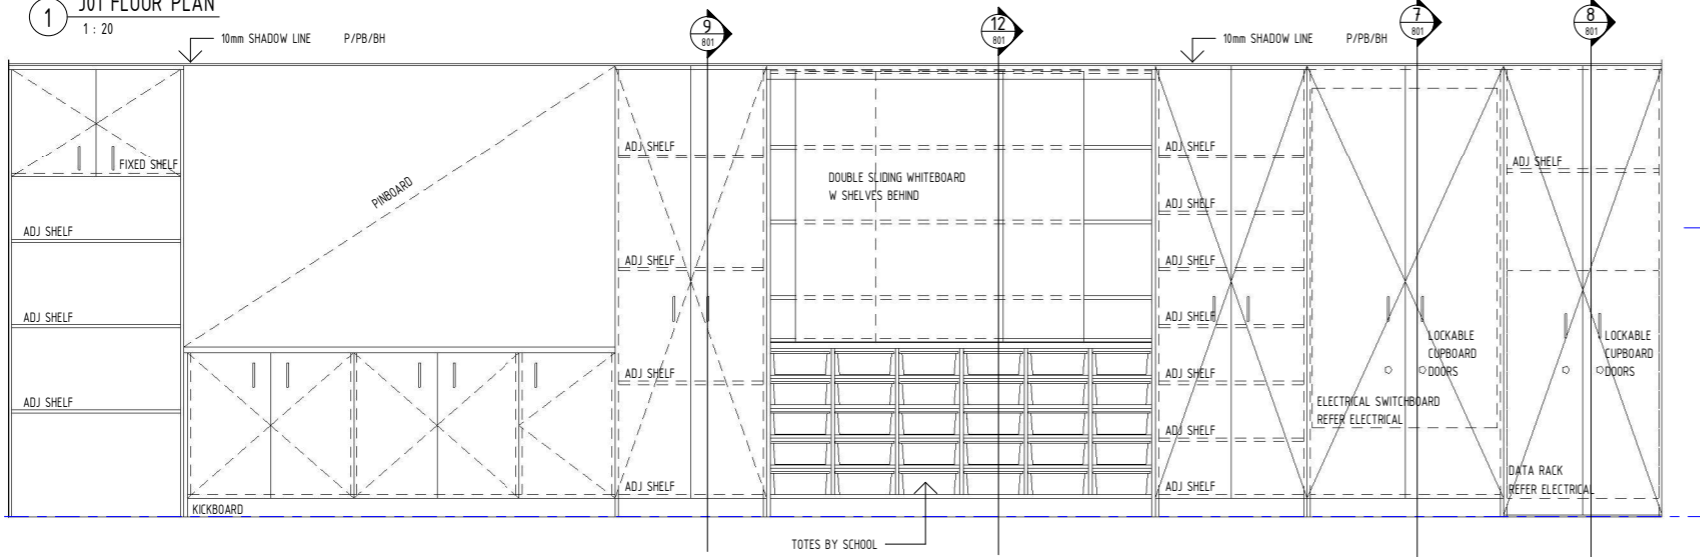 1
J01 FLOOR PLAN
1 : 20
10mm SHADOW LINE P/PB/BH
9
801
12
801
10mm SHADOW LINE P/PB/BH
7
801
8
801
FIXED SHELF
ADJ SHELF
ADJ SHELF
ADJ SHELF
PINBOARD
KICKBOARD
ADJ SHELF
ADJ SHELF
ADJ SHELF
ADJ SHELF
DOUBLE SLIDING WHITEBOARD
W SHELVES BEHIND
TOTES BY SCHOOL
ADJ SHELF
ADJ SHELF
ADJ SHELF
ADJ SHELF
ADJ SHELF
ADJ SHELF
ADJ SHELF
LOCKABLE
CUPBOARD
DOORS
ELECTRICAL SWITCHBOARD
REFER ELECTRICAL
ADJ SHELF
LOCKABLE
CUPBOARD
DOORS
DATA RACK
REFER ELECTRICAL